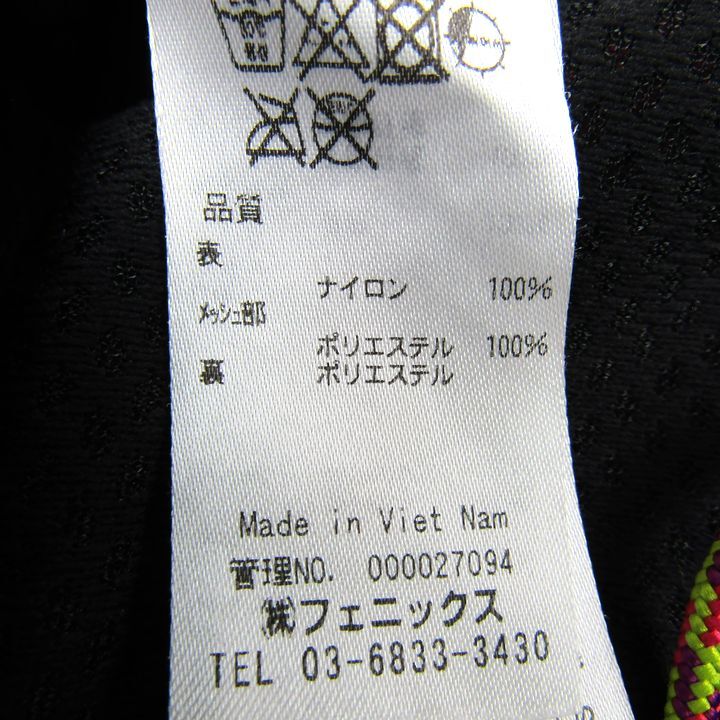 品質
表
ナイロン 100%
メッシュ部
ポリエステル 100%
裏 ポリエステル
Made in Viet Nam
管理NO. 000027094
㈱フェニックス
TEL 03-6833-3430